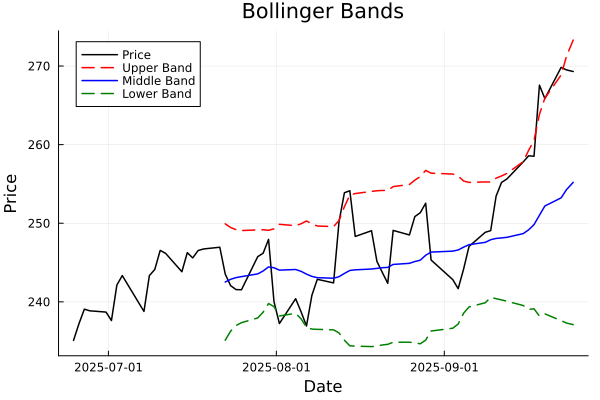 Bollinger Bands
Price
Upper Band
Middle Band
Lower Band
270
260
250
240
Price
2025-07-01 2025-08-01 2025-09-01
Date